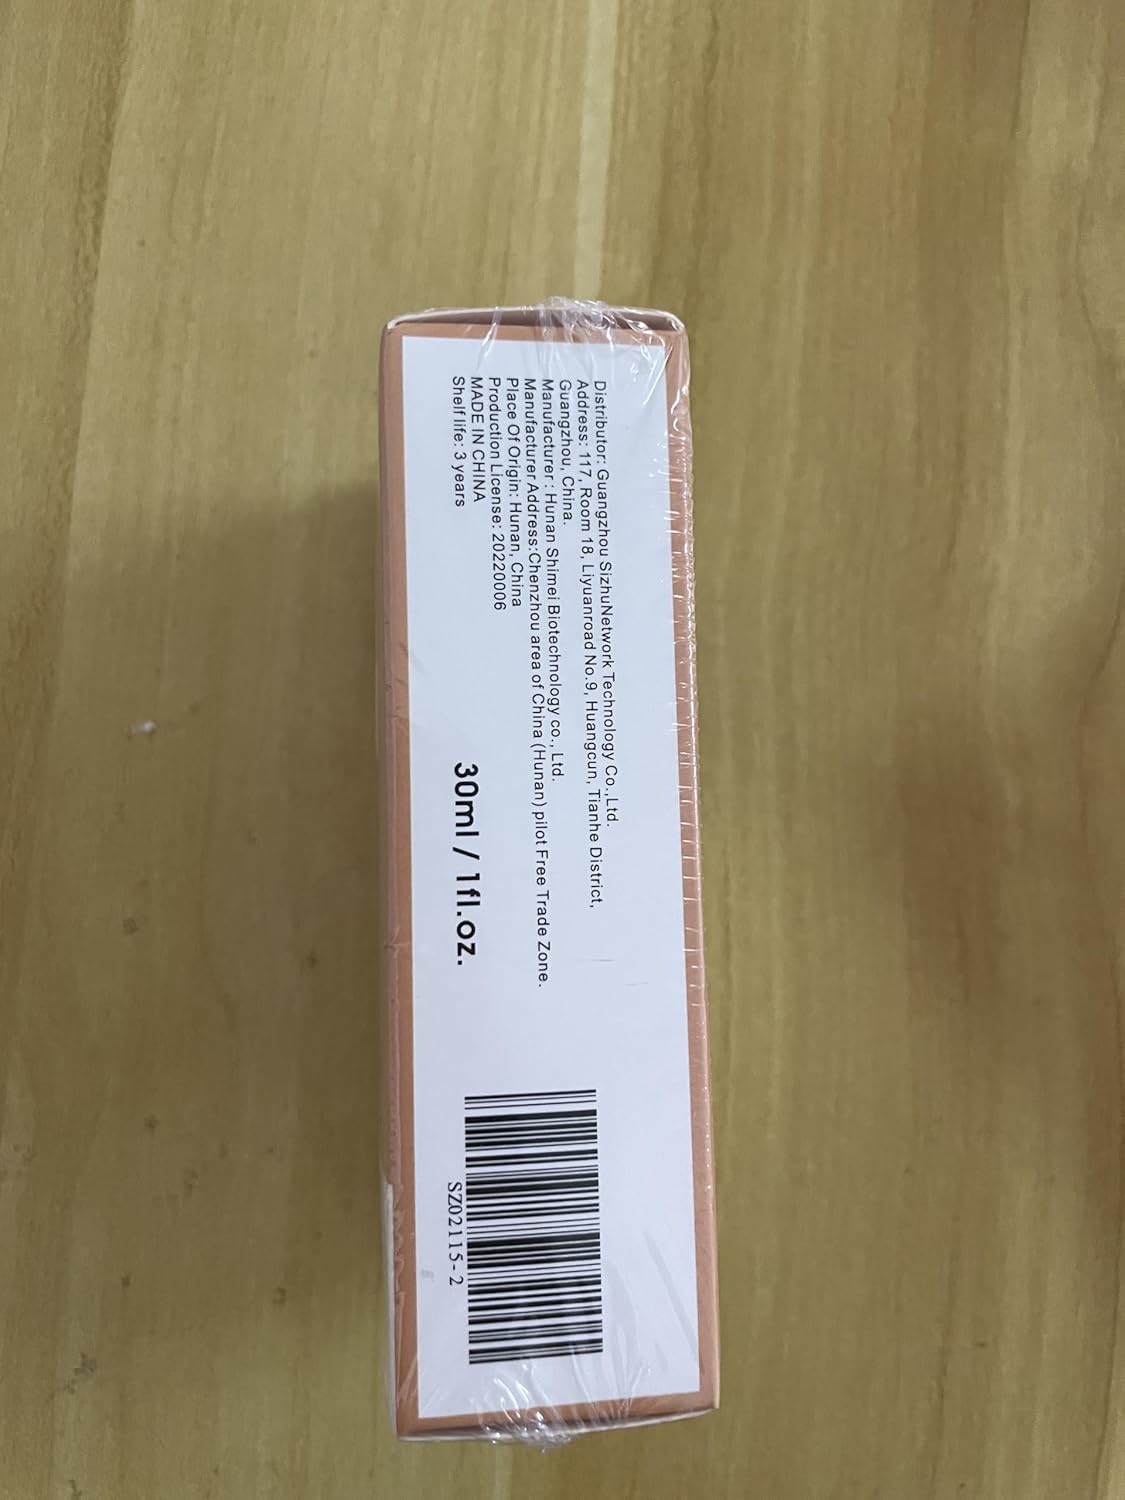 Distributor: Guangzhou SizhuNetwork Technology Co.,Ltd.
Address: 117, Room 18, Liyuanroad No.9, Huangcun, Tianhe District,
Guangzhou, China.
Manufacturer : Hunan Shimei Biotechnology co., Ltd.
Manufacturer Address:Chenzhou area of China (Hunan) pilot Free Trade Zone.
Place Of Origin: Hunan, China
Production License: 20220006
MADE IN CHINA
Shelf life: 3 years
30ml / 1fl.oz.
SZ02115-2